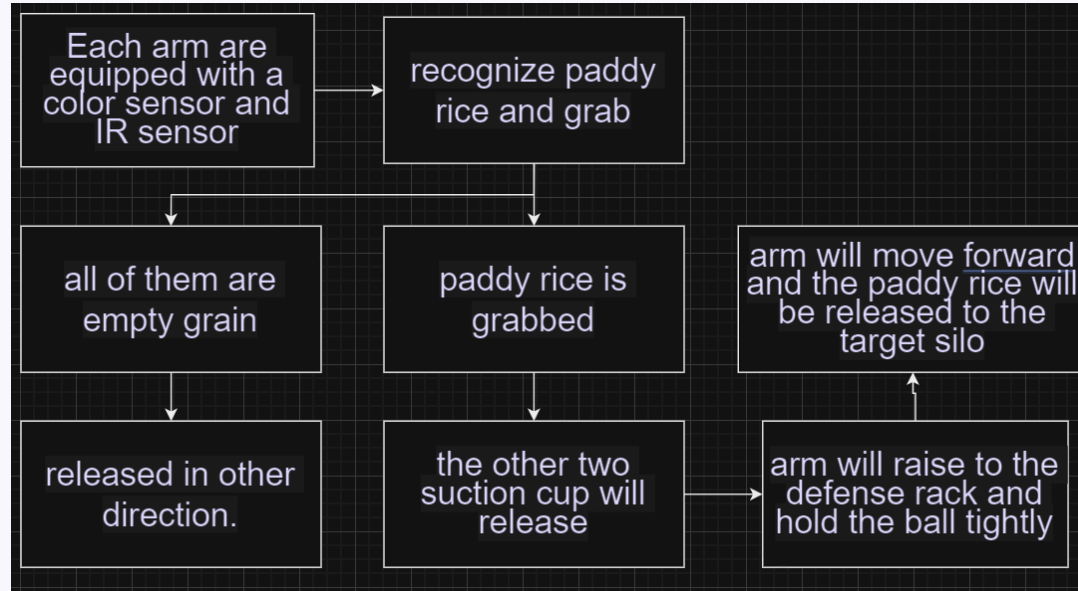 Each arm are
equipped with a
color sensor and
IR sensor
recognize paddy
rice and grab
all of them are
empty grain
paddy rice is
grabbed
arm will move forward
and the paddy rice will
be released to the
target silo
released in other
direction.
the other two
suction cup will
release
arm will raise to the
defense rack and
hold the ball tightly